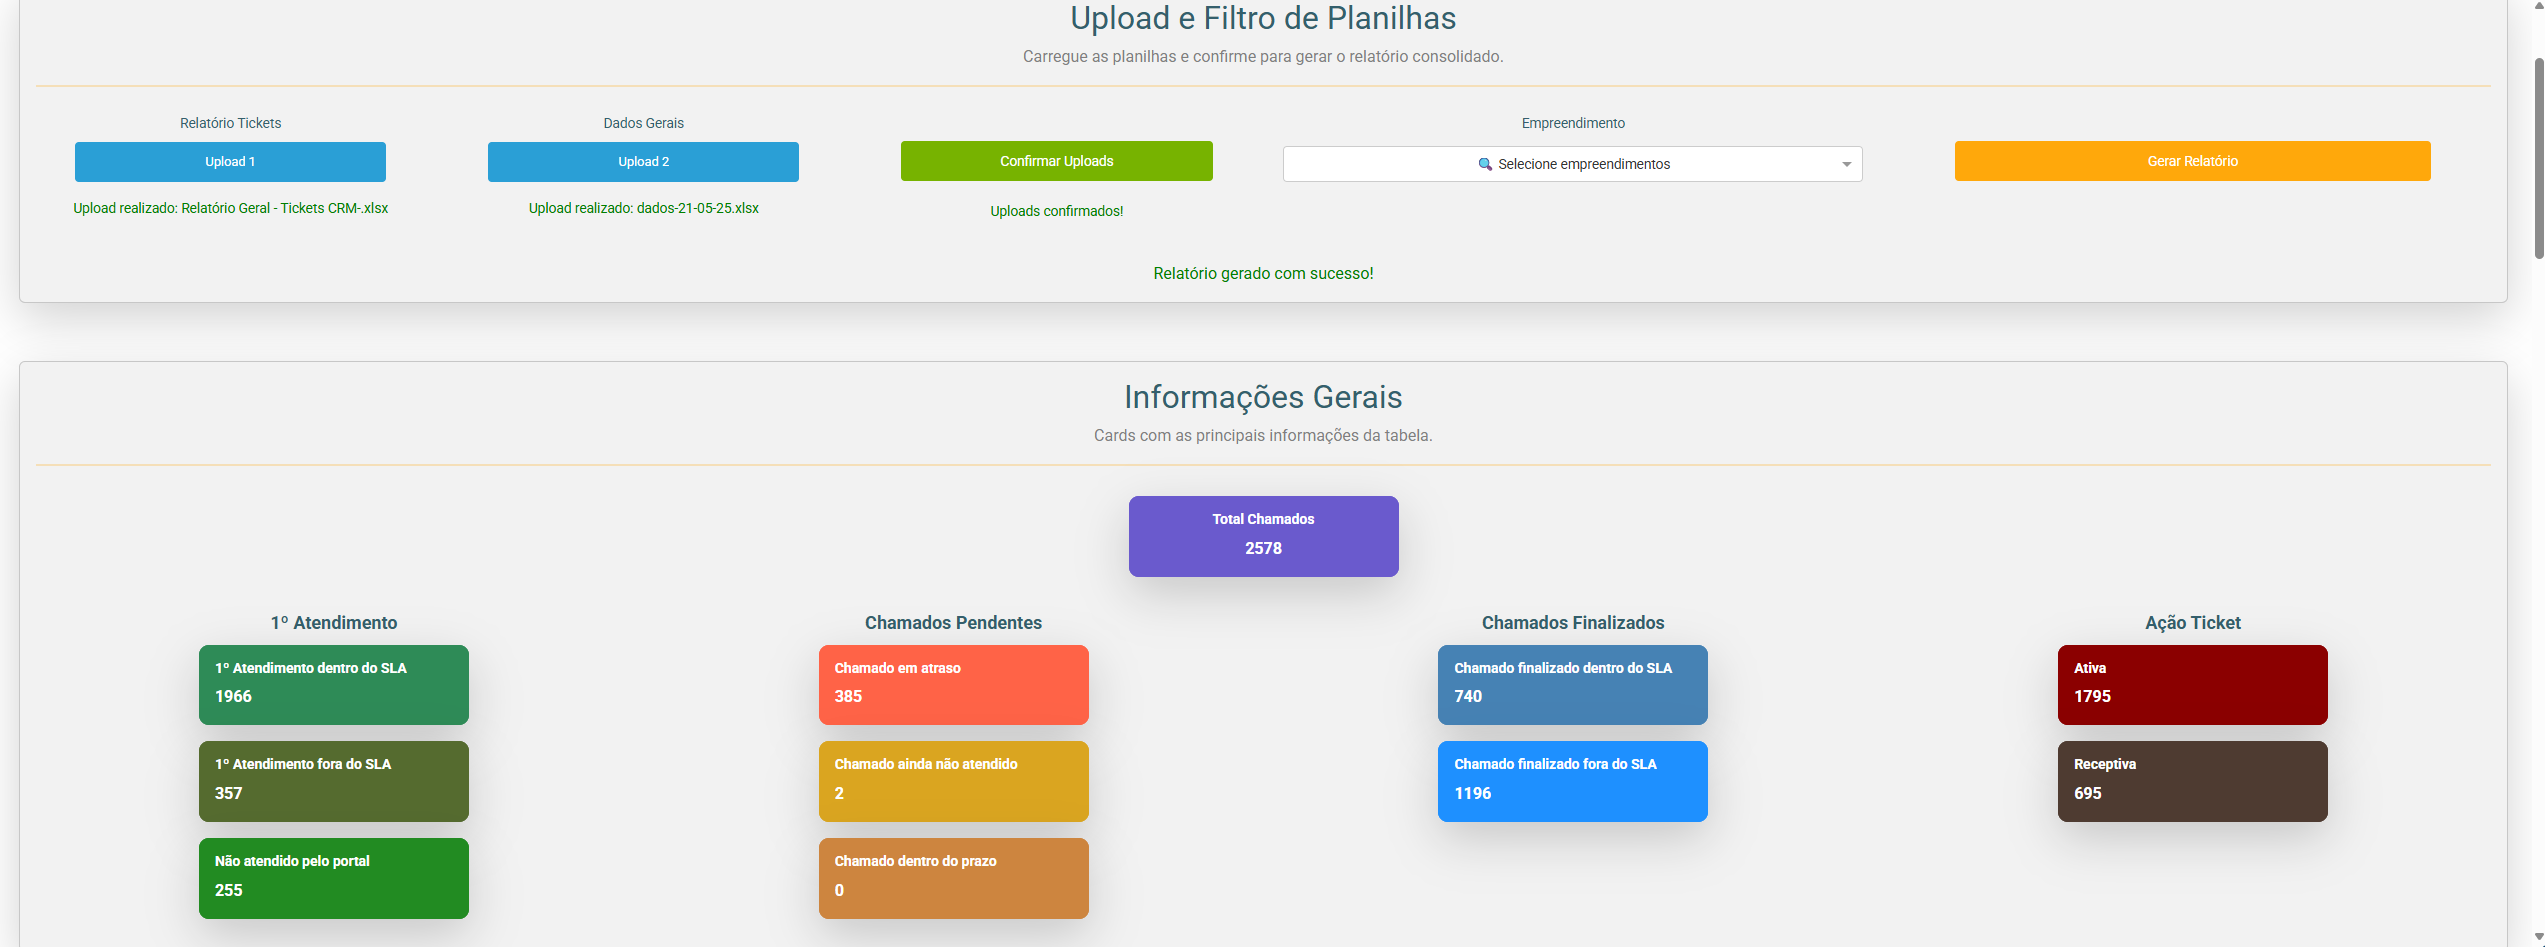 Upload e Filtro de Planilhas
Carregue as planilhas e confirme para gerar o relatório consolidado.
Relatório Tickets
Upload 1
Upload realizado: Relatório Geral - Tickets CRM-.xlsx
Dados Gerais
Upload 2
Upload realizado: dados-21-05-25.xlsx
Confirmar Uploads
Uploads confirmados!
Empreendimento
Selecione empreendimentos
Gerar Relatório
Relatório gerado com sucesso!
Informações Gerais
Cards com as principais informações da tabela.
Total Chamados
2578
1º Atendimento
1º Atendimento dentro do SLA
1966
1º Atendimento fora do SLA
357
Não atendido pelo portal
255
Chamados Pendentes
Chamado em atraso
385
Chamado ainda não atendido
2
Chamado dentro do prazo
0
Chamados Finalizados
Chamado finalizado dentro do SLA
740
Chamado finalizado fora do SLA
1196
Ação Ticket
Ativa
1795
Receptiva
695